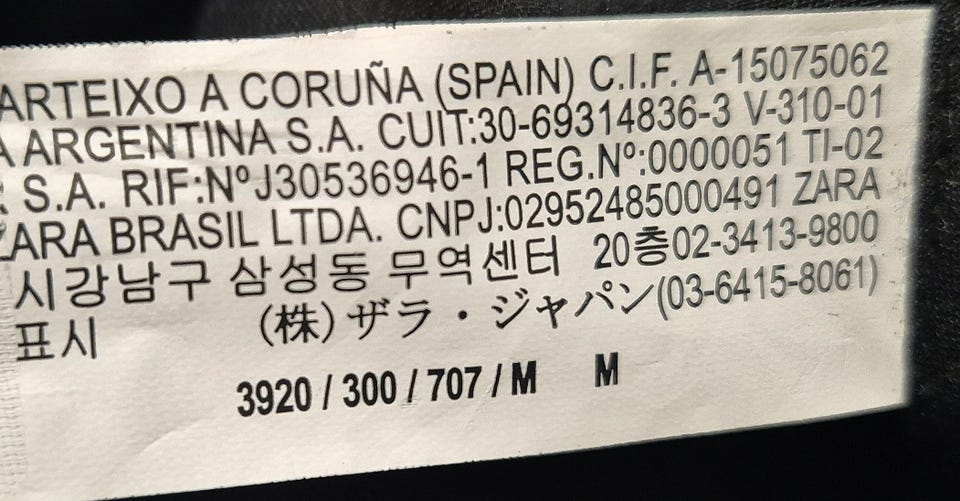 ARTEIXO A CORUÑA (SPAIN) C.I.F. A-15075062
ARGENTINA S.A. CUIT:30-69314836-3 V-310-01
S.A. RIF:NºJ30536946-1 REG.Nº:0000051 TI-02
ZARA BRASIL LTDA. CNPJ:02952485000491 ZARA
시강남구 삼성동 무역센터 20층02-3413-9800
표시 (株)ザラ・ジャパン(03-6415-8061)
3920 / 300 / 707 / M M